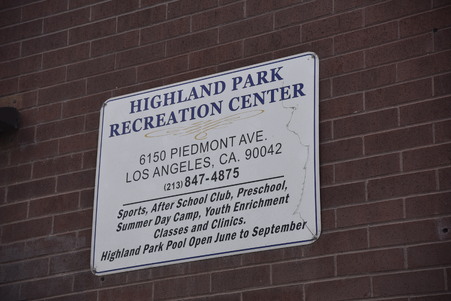 HIGHLAND PARK
RECREATION CENTER
6150 PIEDMONT AVE.
LOS ANGELES, CA. 90042
(213) 847-4875
Sports, After School Club, Preschool,
Summer Day Camp, Youth Enrichment
Classes and Clinics.
Highland Park Pool Open June to September